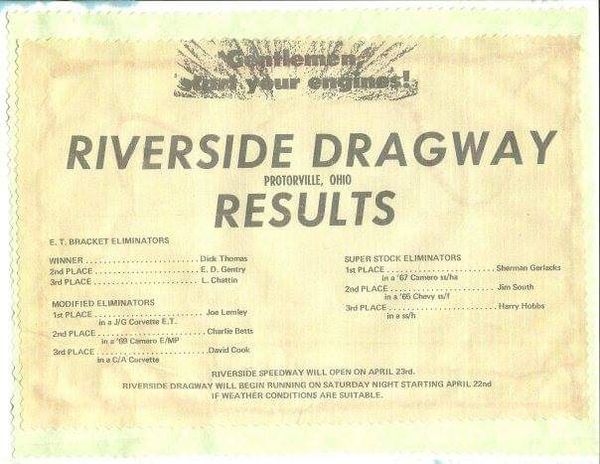 Gentlemen,
start your engines!
RIVERSIDE DRAGWAY
PROTORVILLE, OHIO
RESULTS
E. T. BRACKET ELIMINATORS
WINNER ........................ Dick Thomas
2nd PLACE ........................ E. D. Gentry
3rd PLACE ........................ L. Chattin
MODIFIED ELIMINATORS
1st PLACE ........................ Joe Lemley
in a J/G Corvette E.T.
2nd PLACE ........................ Charlie Betts
in a '69 Camero E/MP
3rd PLACE ........................ David Cook
in a C/A Corvette
SUPER STOCK ELIMINATORS
1st PLACE ........................ Sherman Gerlacks
in a '67 Camero ss/ha
2nd PLACE ........................ Jim South
in a '65 Chevy ss/f
3rd PLACE ........................ Harry Hobbs
in a ss/h
RIVERSIDE SPEEDWAY WILL OPEN ON APRIL 23rd.
RIVERSIDE DRAGWAY WILL BEGIN RUNNING ON SATURDAY NIGHT STARTING APRIL 22nd
IF WEATHER CONDITIONS ARE SUITABLE.